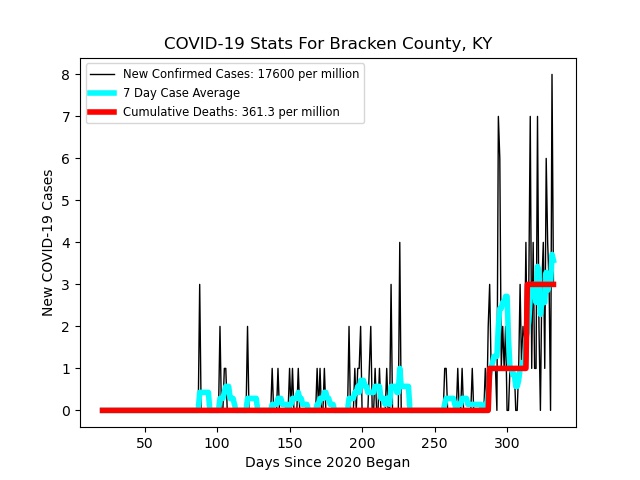 COVID-19 Stats For Bracken County, KY
New Confirmed Cases: 17600 per million
7 Day Case Average
Cumulative Deaths: 361.3 per million
8
7
6
5
4
3
2
1
0
New COVID-19 Cases
50 100 150 200 250 300
Days Since 2020 Began